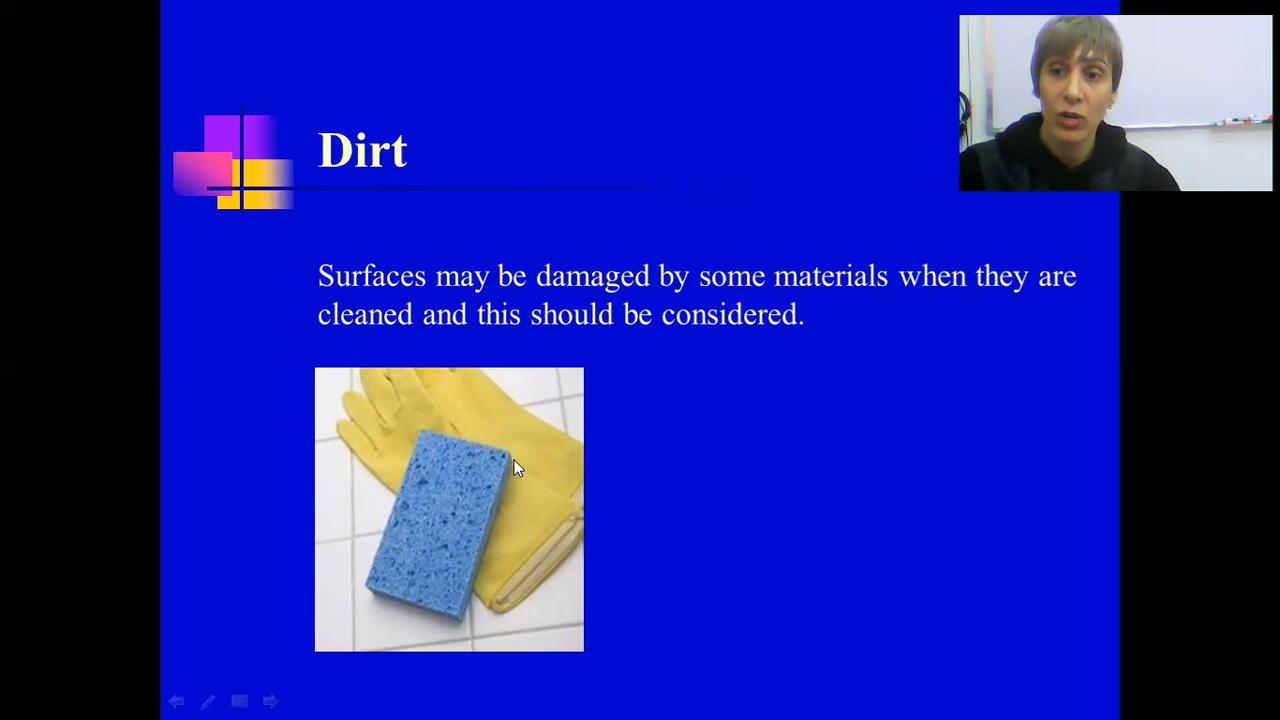 Dirt
Surfaces may be damaged by some materials when they are
cleaned and this should be considered.